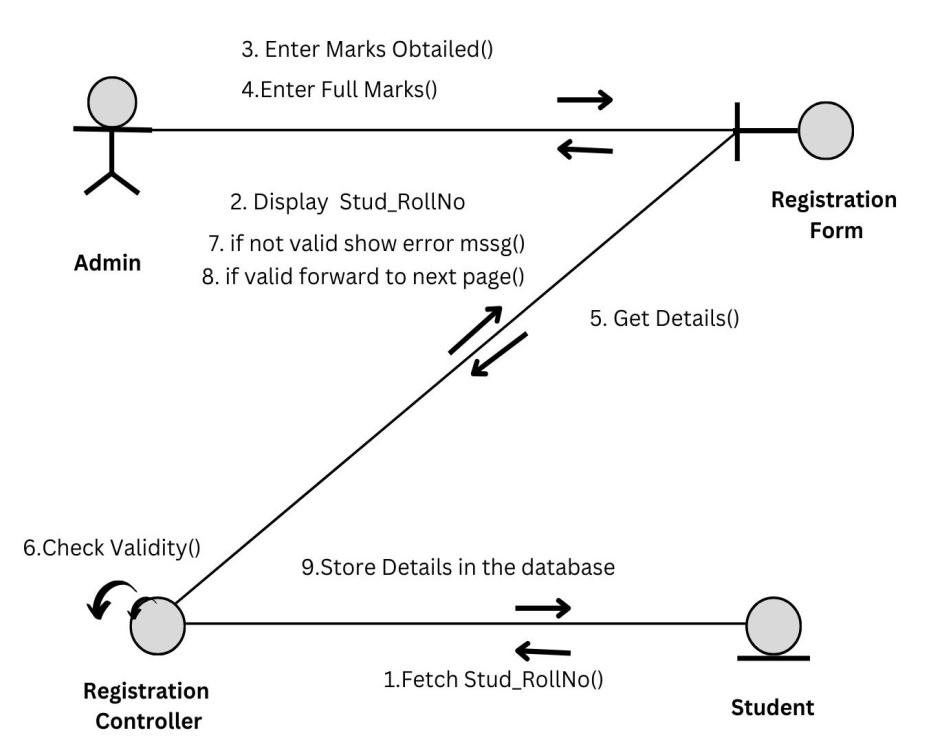 3. Enter Marks Obtailed()
4.Enter Full Marks()
Registration
Form
2. Display Stud_RollNo
7. if not valid show error mssg()
8. if valid forward to next page()
Admin
5. Get Details()
6.Check Validity()
9.Store Details in the database
1.Fetch Stud_RollNo()
Registration
Controller
Student